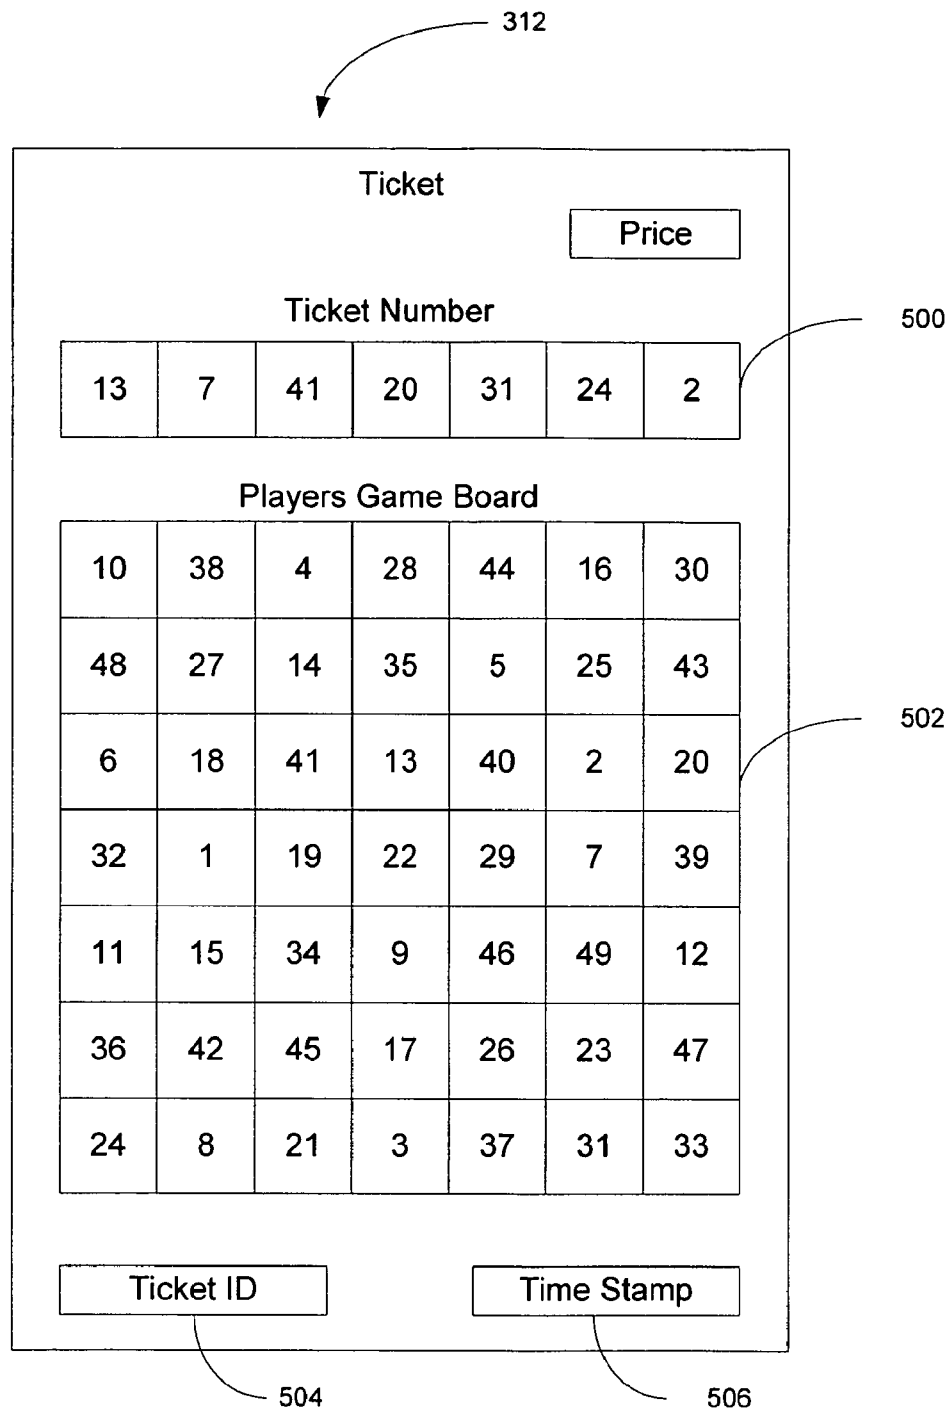 312
Ticket
Price
Ticket Number
500
13 7 41 20 31 24 2
Players Game Board
10 38 4 28 44 16 30
48 27 14 35 5 25 43
502
6 18 41 13 40 2 20
32 1 19 22 29 7 39
11 15 34 9 46 49 12
36 42 45 17 26 23 47
24 8 21 3 37 31 33
Ticket ID Time Stamp
504 506